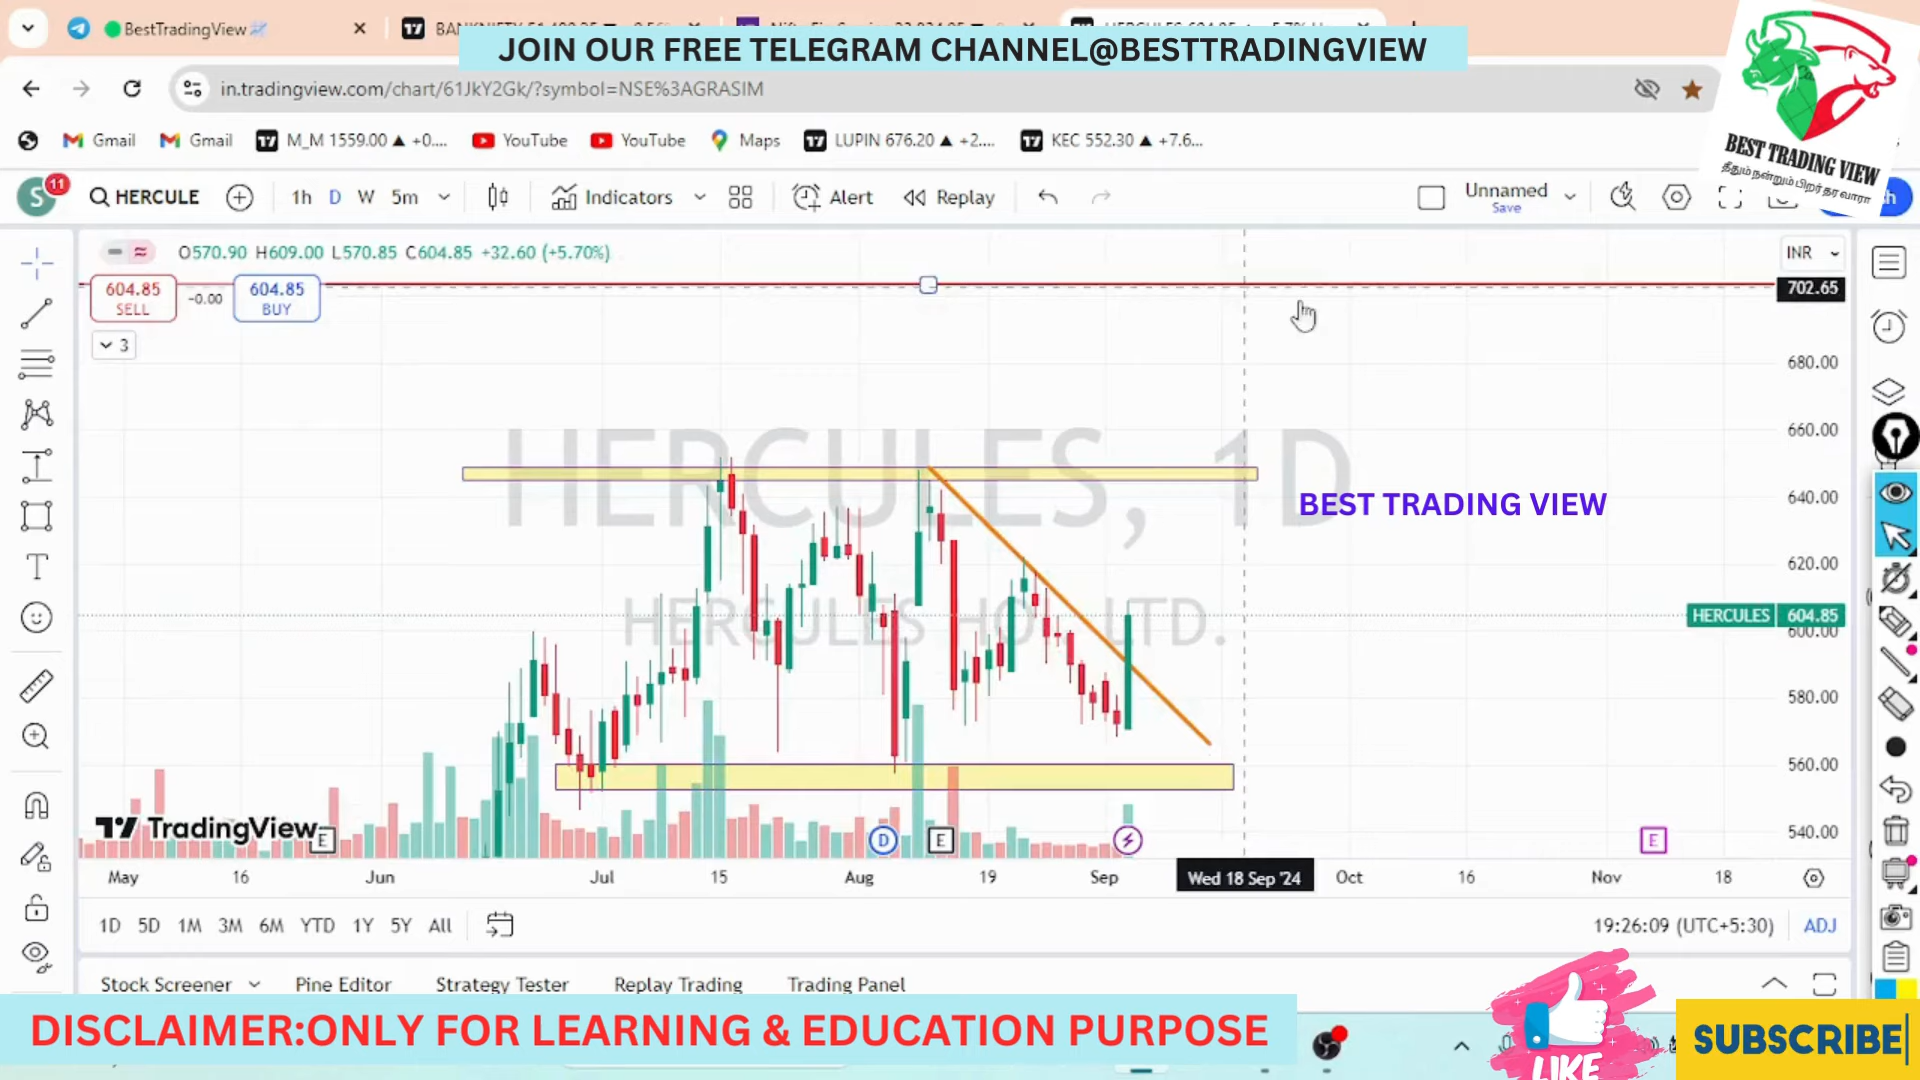 BestTradingView
JOIN OUR FREE TELEGRAM CHANNEL@BESTTRADINGVIEW
in.tradingview.com/chart/61JkY2Gk/?symbol=NSE%3AGRASIM
Gmail
Gmail
M_M 1559.00 ▲ +0....
YouTube
YouTube
Maps
LUPIN 676.20 ▲ +2....
KEC 552.30 ▲ +7.6...
BEST TRADING VIEW
தீதும் நன்றும் பிறர் தர வாரா
S
11
HERCULE
1h
D
W
5m
Indicators
Alert
Replay
Unnamed
Save
O570.90 H609.00 L570.85 C604.85 +32.60 (+5.70%)
INR
604.85
SELL
-0.00
604.85
BUY
3
702.65
680.00
660.00
640.00
620.00
HERCULES 604.85
600.00
580.00
560.00
540.00
HERCULES, 1D
BEST TRADING VIEW
TradingView
E
D
E
E
May
16
Jun
Jul
15
Aug
19
Sep
Wed 18 Sep '24
Oct
16
Nov
18
1D
5D
1M
3M
6M
YTD
1Y
5Y
All
19:26:09 (UTC+5:30)
ADJ
Stock Screener
Pine Editor
Strategy Tester
Replay Trading
Trading Panel
DISCLAIMER:ONLY FOR LEARNING & EDUCATION PURPOSE
LIKE
SUBSCRIBE